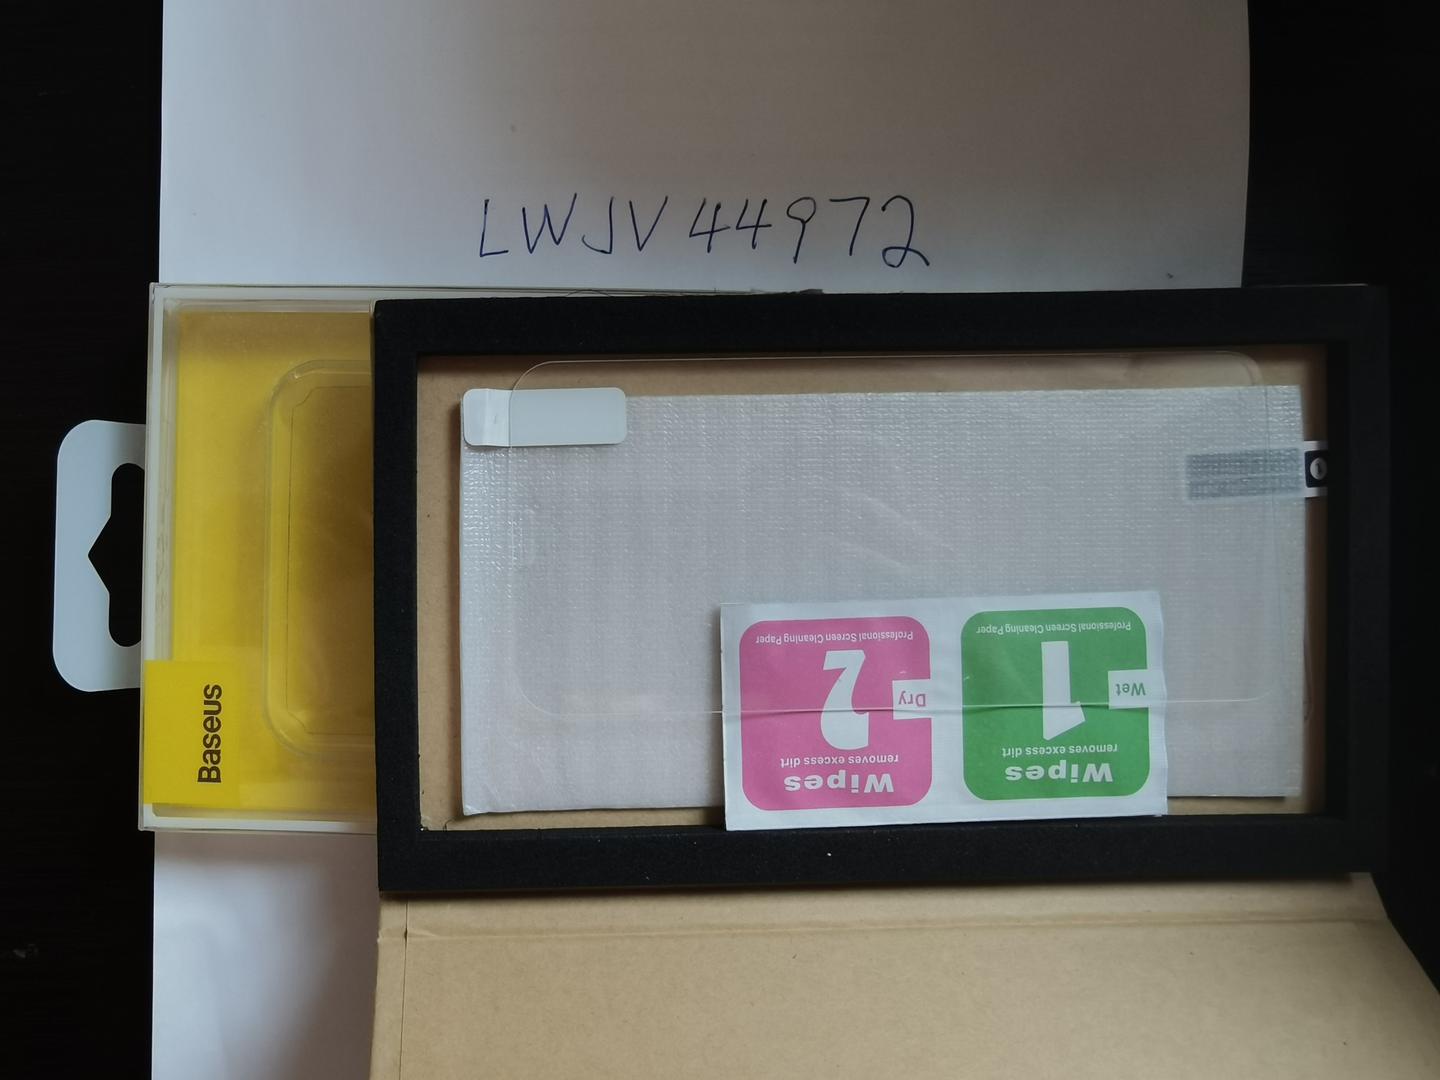 LWJV44972
Baseus
Wipes
removes excess dirt
2
Dry
Professional Screen Cleaning Paper
Wipes
removes excess dirt
1
Wet
Professional Screen Cleaning Paper
1